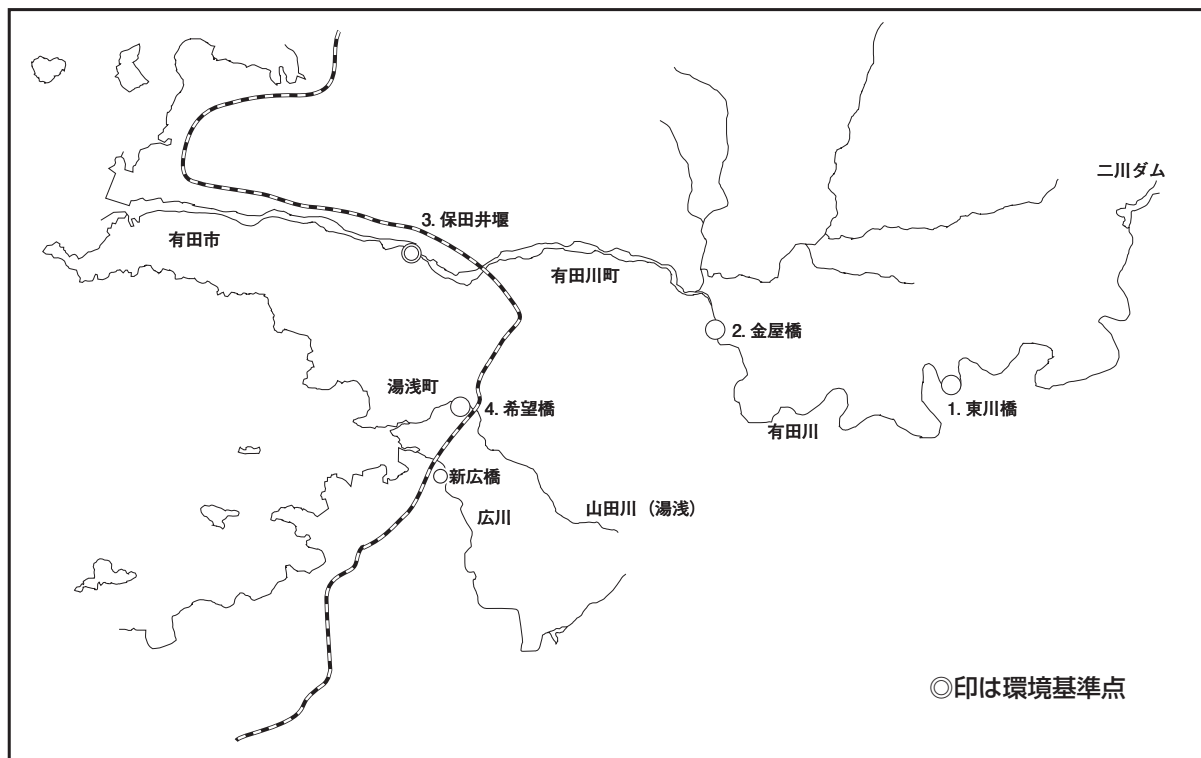 二川ダム
3. 保田井堰
有田市
有田川町
2. 金屋橋
湯浅町
4. 希望橋
1. 東川橋
有田川
新広橋
山田川（湯浅）
広川
◎印は環境基準点